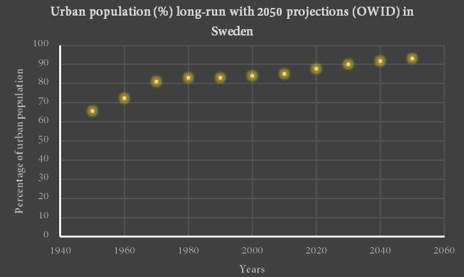 Urban population (%) long-run with 2050 projections (OWID) in
Sweden
Percentage of urban population
100
90
80
70
60
50
40
30
20
10
0
1940 1960 1980 2000 2020 2040 2060
Years